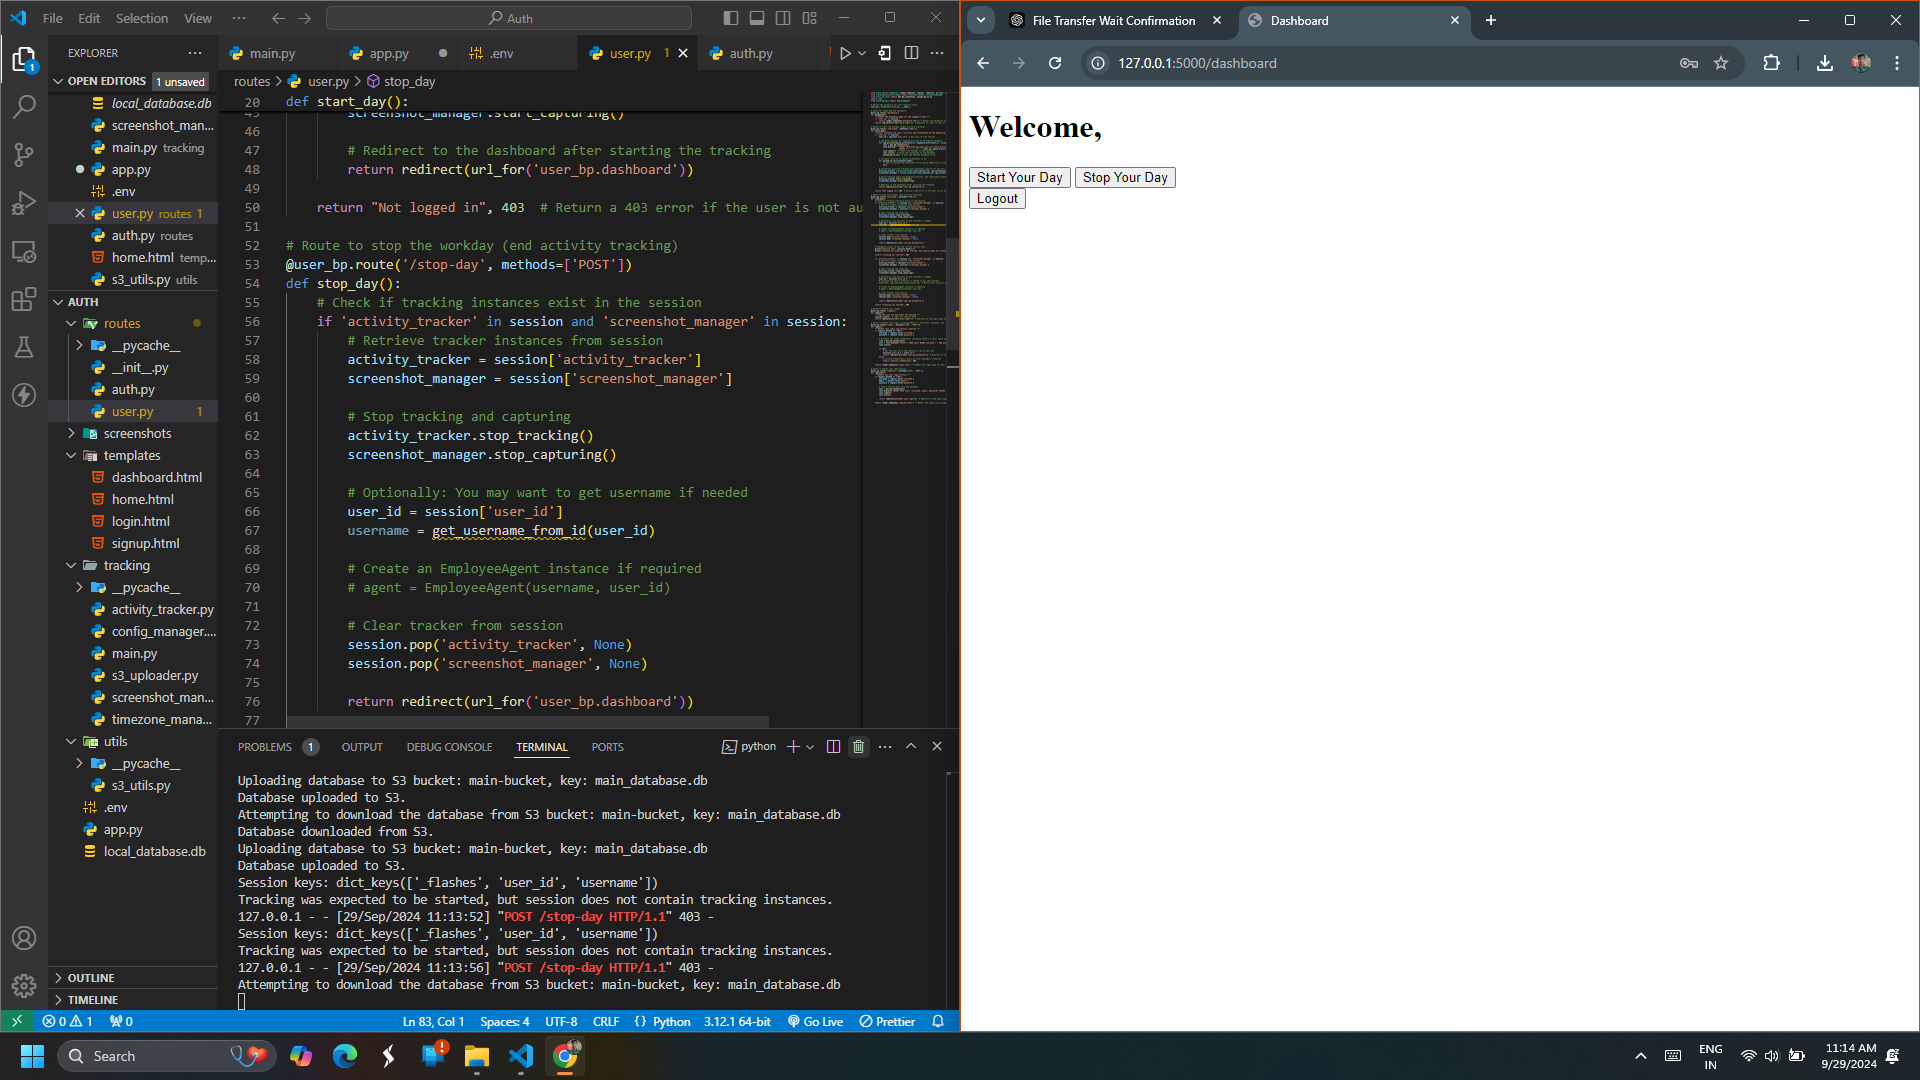 File Edit Selection View ···
Auth
EXPLORER
OPEN EDITORS 1 unsaved
local_database.db
screenshot_man...
main.py tracking
app.py
.env
user.py routes 1
auth.py routes
home.html temp...
s3_utils.py utils
AUTH
routes
__pycache__
__init__.py
auth.py
user.py 1
screenshots
templates
dashboard.html
home.html
login.html
signup.html
tracking
__pycache__
activity_tracker.py
config_manager....
main.py
s3_uploader.py
screenshot_man...
timezone_mana...
utils
__pycache__
s3_utils.py
.env
app.py
local_database.db
OUTLINE
TIMELINE
main.py app.py .env user.py 1 auth.py
routes > user.py > stop_day
20 def start_day():
45 screenshot_manager.start_capturing()
46
47 # Redirect to the dashboard after starting the tracking
48 return redirect(url_for('user_bp.dashboard'))
49
50 return "Not logged in", 403 # Return a 403 error if the user is not au
51
52 # Route to stop the workday (end activity tracking)
53 @user_bp.route('/stop-day', methods=['POST'])
54 def stop_day():
55 # Check if tracking instances exist in the session
56 if 'activity_tracker' in session and 'screenshot_manager' in session:
57 # Retrieve tracker instances from session
58 activity_tracker = session['activity_tracker']
59 screenshot_manager = session['screenshot_manager']
60
61 # Stop tracking and capturing
62 activity_tracker.stop_tracking()
63 screenshot_manager.stop_capturing()
64
65 # Optionally: You may want to get username if needed
66 user_id = session['user_id']
67 username = get_username_from_id(user_id)
68
69 # Create an EmployeeAgent instance if required
70 # agent = EmployeeAgent(username, user_id)
71
72 # Clear tracker from session
73 session.pop('activity_tracker', None)
74 session.pop('screenshot_manager', None)
75
76 return redirect(url_for('user_bp.dashboard'))
77
PROBLEMS 1 OUTPUT DEBUG CONSOLE TERMINAL PORTS python
Uploading database to S3 bucket: main-bucket, key: main_database.db
Database uploaded to S3.
Attempting to download the database from S3 bucket: main-bucket, key: main_database.db
Database downloaded from S3.
Uploading database to S3 bucket: main-bucket, key: main_database.db
Database uploaded to S3.
Session keys: dict_keys(['_flashes', 'user_id', 'username'])
Tracking was expected to be started, but session does not contain tracking instances.
127.0.0.1 - - [29/Sep/2024 11:13:52] "POST /stop-day HTTP/1.1" 403 -
Session keys: dict_keys(['_flashes', 'user_id', 'username'])
Tracking was expected to be started, but session does not contain tracking instances.
127.0.0.1 - - [29/Sep/2024 11:13:56] "POST /stop-day HTTP/1.1" 403 -
Attempting to download the database from S3 bucket: main-bucket, key: main_database.db
0 1 0 Ln 83, Col 1 Spaces: 4 UTF-8 CRLF {} Python 3.12.1 64-bit Go Live Prettier
File Transfer Wait Confirmation
Dashboard
127.0.0.1:5000/dashboard
Welcome,
Start Your Day Stop Your Day
Logout
Search
ENG
IN
11:14 AM
9/29/2024